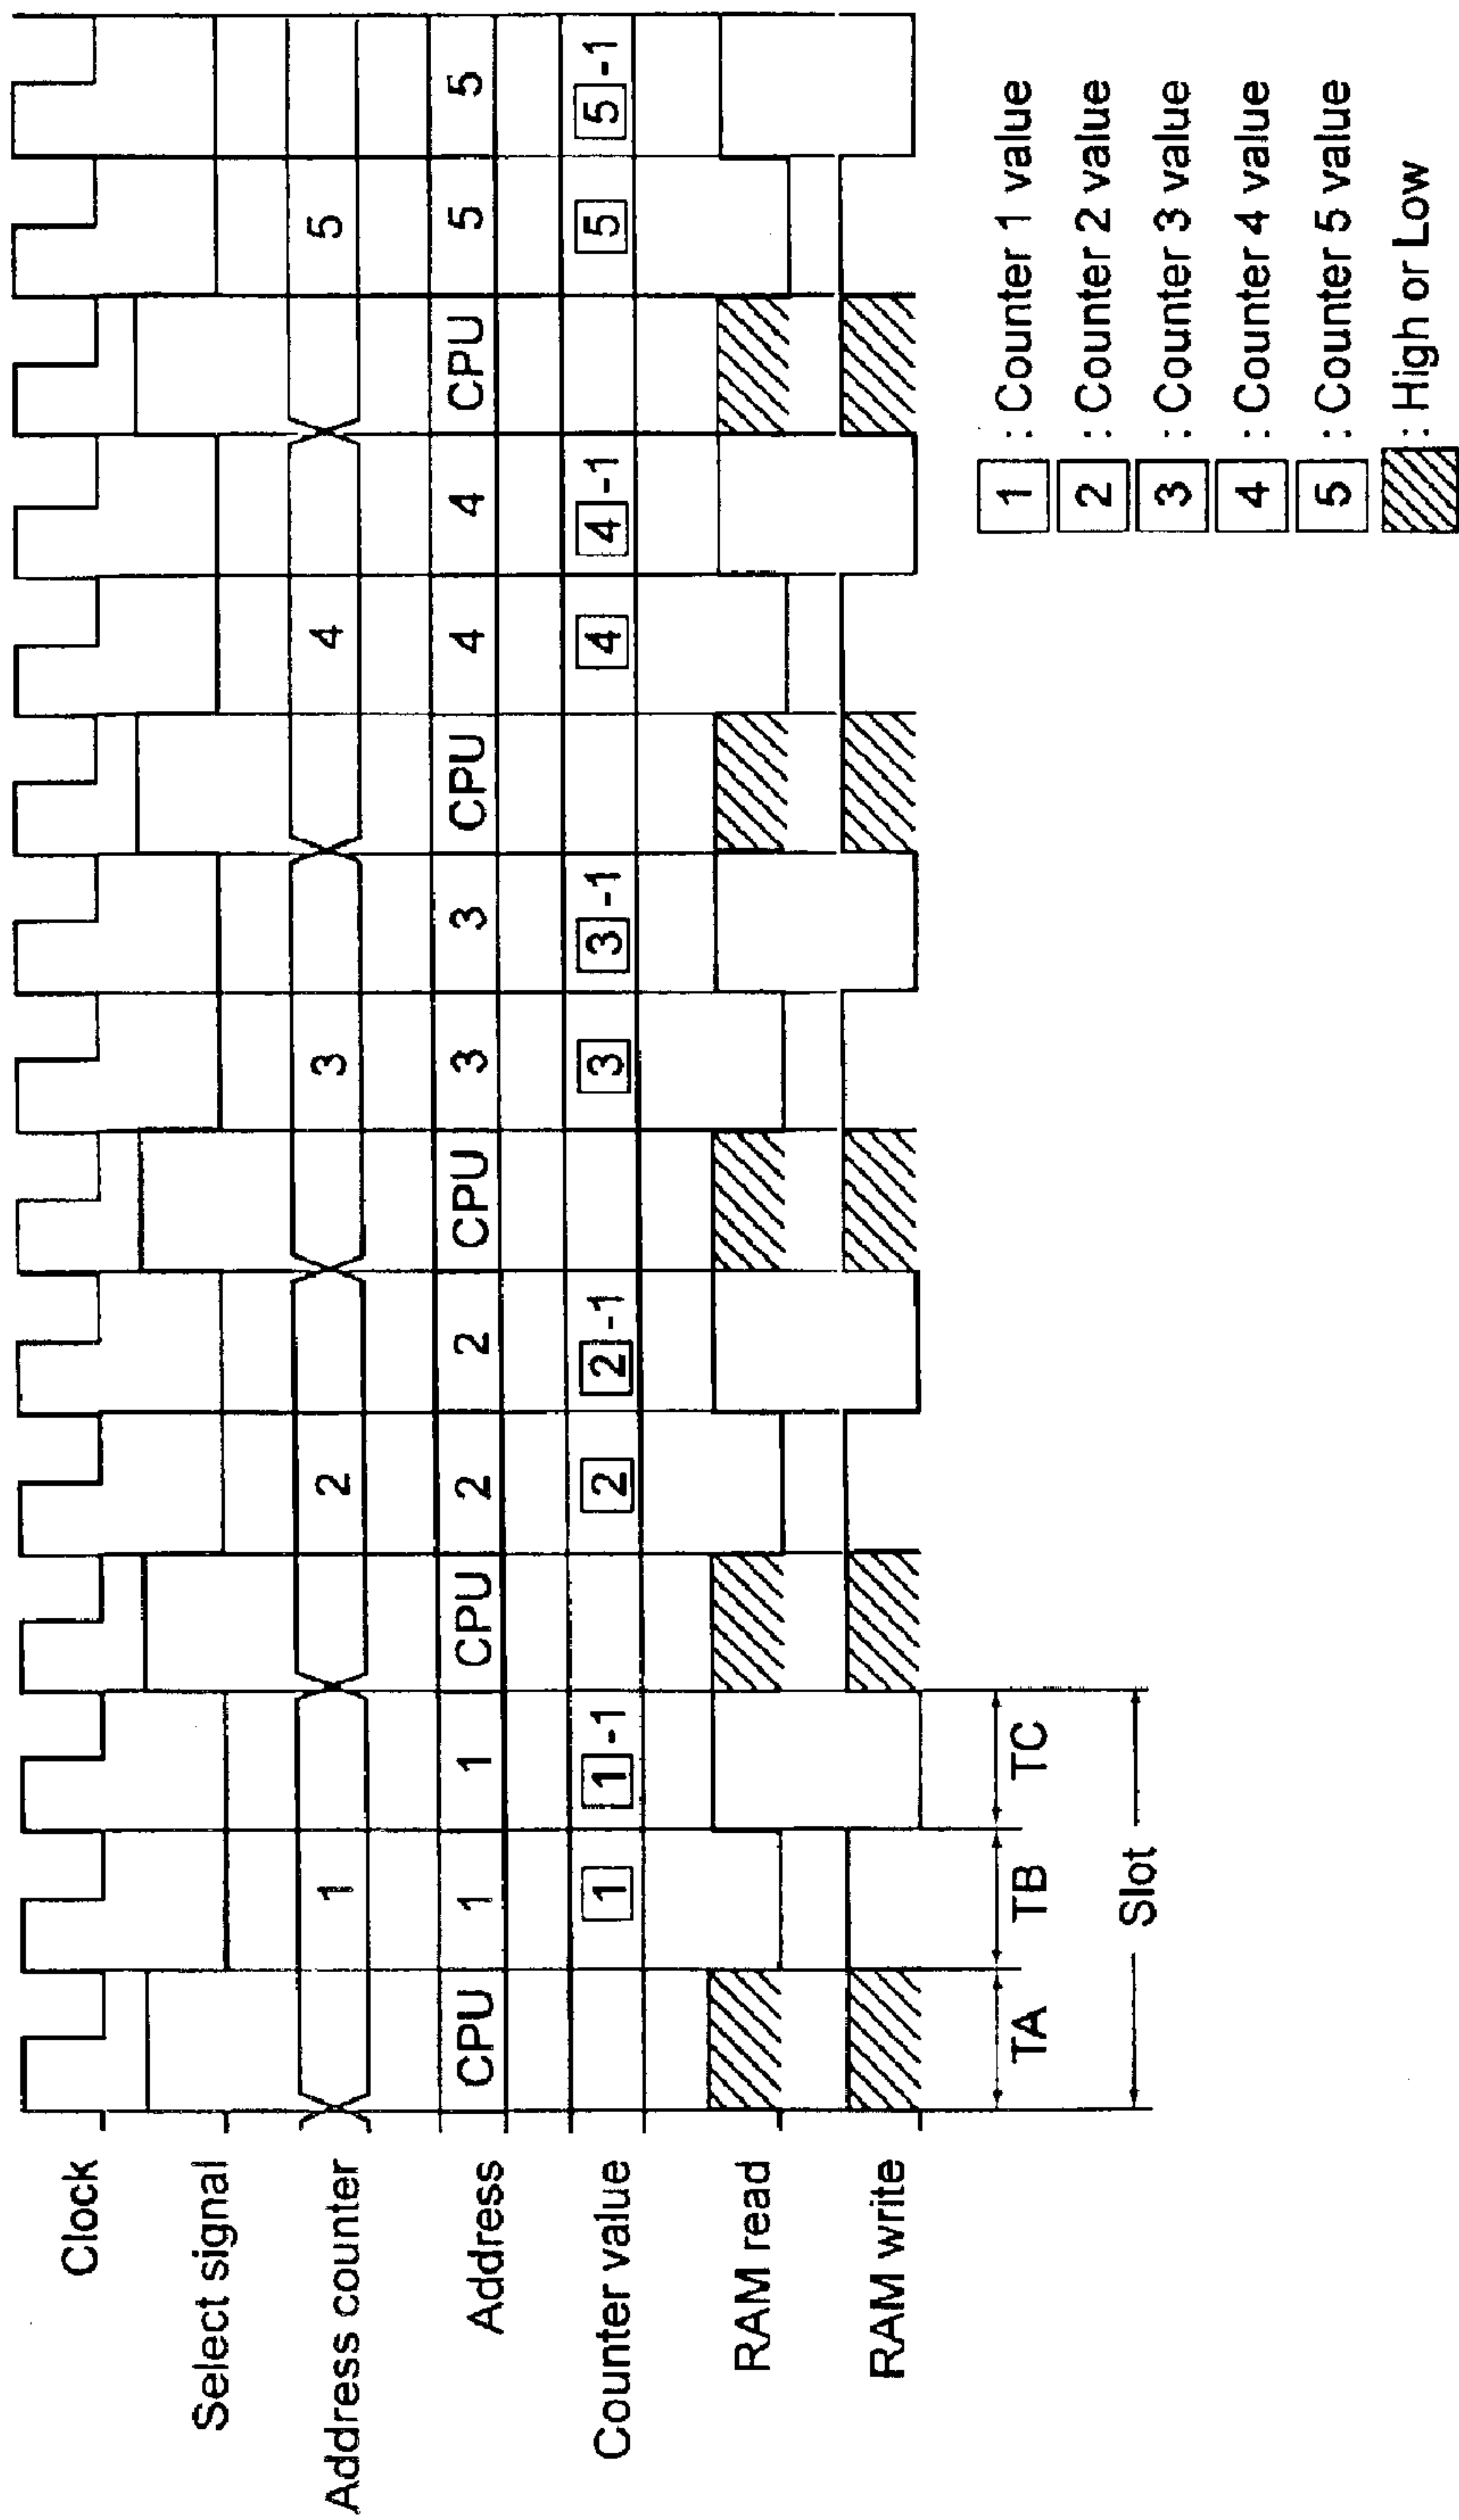 Clock
Select signal
Address counter 1 2 3 4 5
Address CPU 1 1 CPU 2 2 CPU 3 3 CPU 4 4 CPU 5 5
Counter value 1 1 -1 2 2 -1 3 3 -1 4 4 -1 5 5 -1
RAM read
RAM write
TA TB TC
Slot
1 : Counter 1 value
2 : Counter 2 value
3 : Counter 3 value
4 : Counter 4 value
5 : Counter 5 value
: High or Low